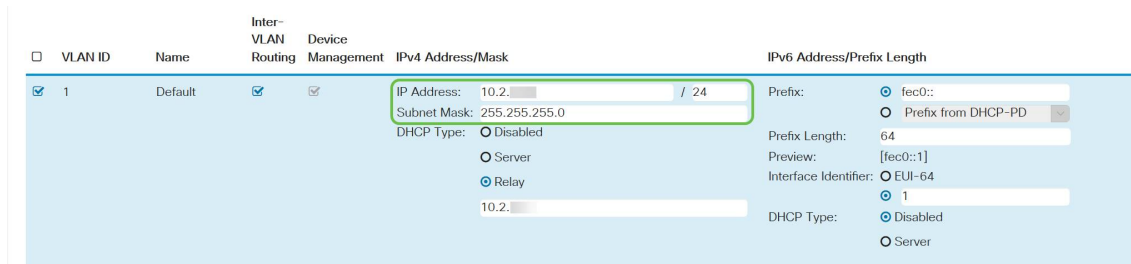 Inter-
VLAN Device
VLAN ID Name Routing Management IPv4 Address/Mask IPv6 Address/Prefix Length
1 Default IP Address: 10.2. / 24 Prefix: fec0::
Subnet Mask: 255.255.255.0 Prefix from DHCP-PD
DHCP Type: Disabled Prefix Length: 64
Server Preview: [fec0::1]
Relay Interface Identifier: EUI-64
10.2. 1
DHCP Type: Disabled
Server